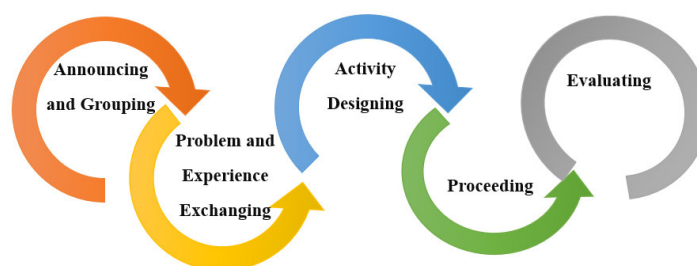 Announcing
and Grouping
Problem and
Experience
Exchanging
Activity
Designing
Proceeding
Evaluating